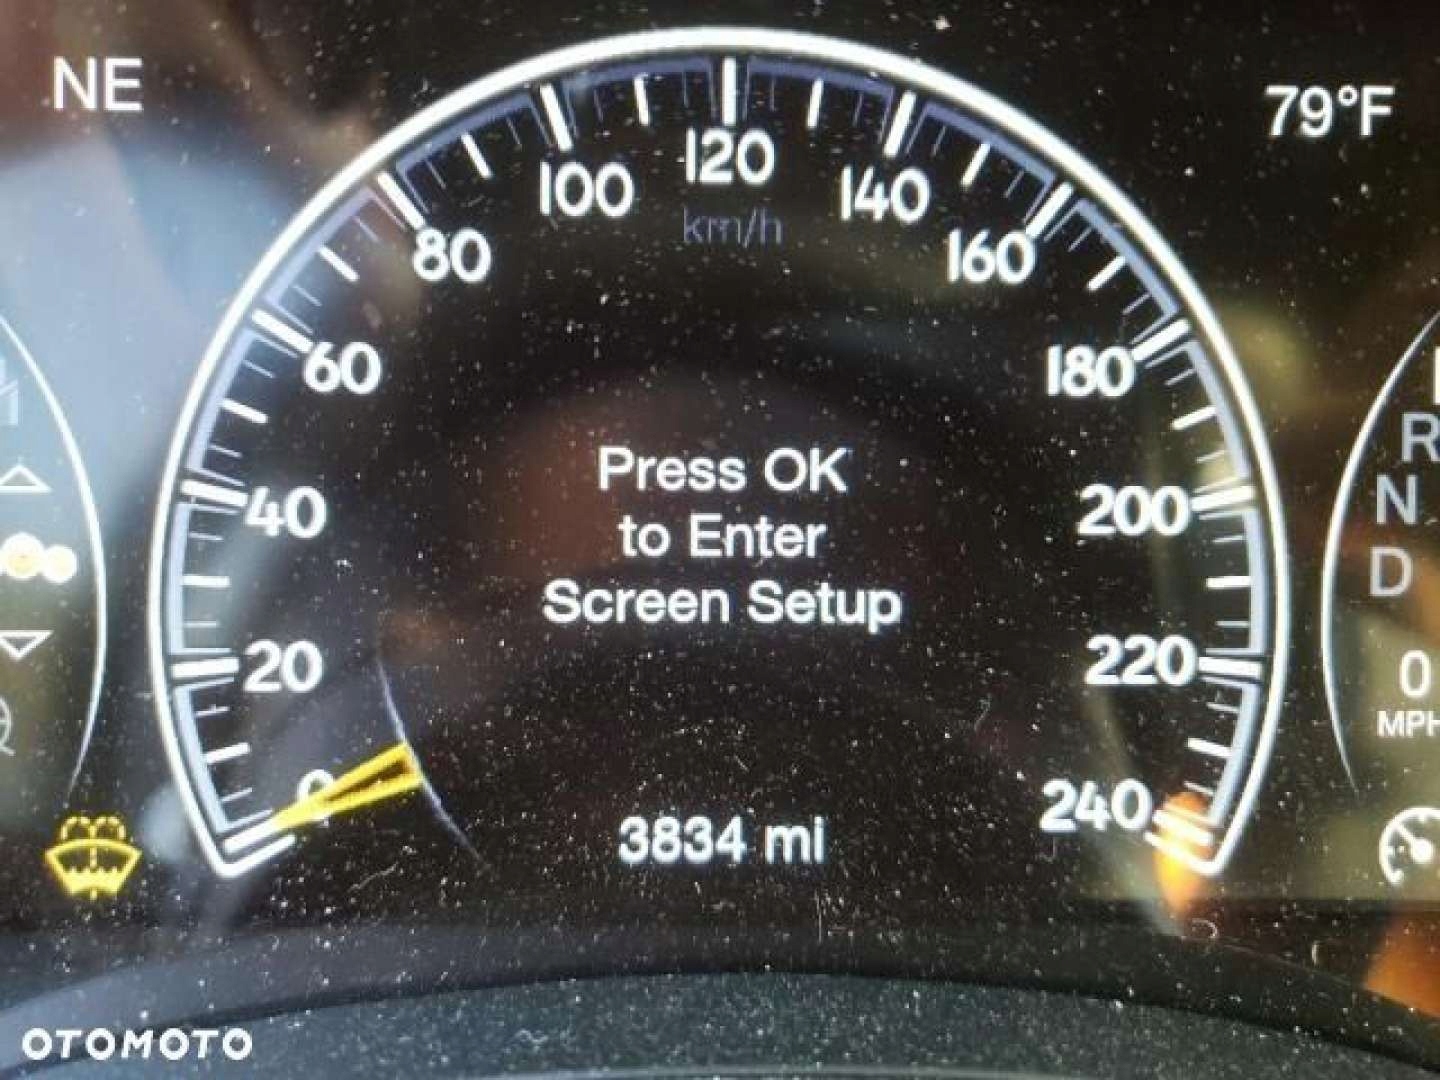 NE
79°F
0
20
40
60
80
100
120
140
160
180
200
220
240
km/h
Press OK
to Enter
Screen Setup
3834 mi
R
N
D
0
MPH
OTOMOTO